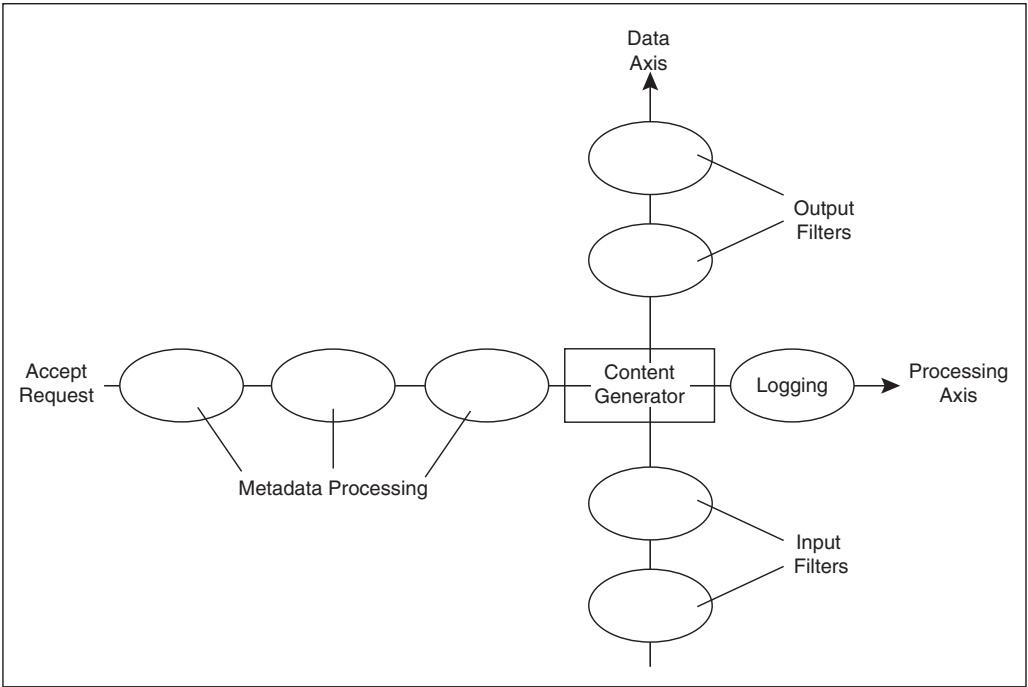 Data
Axis
Output
Filters
Accept
Request
Content
Generator
Logging
Processing
Axis
Metadata Processing
Input
Filters